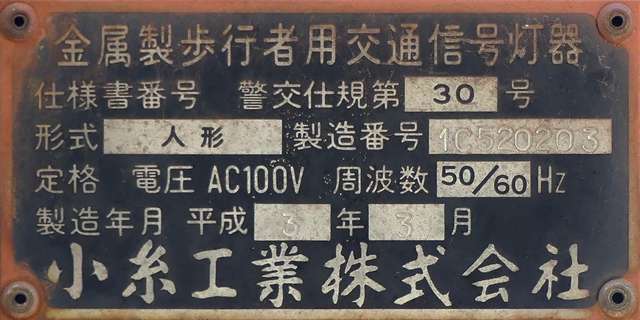 金属製歩行者用交通信号灯器
仕様書番号 警交仕規第 30 号
形式 人形 製造番号 1C520203
定格 電圧 AC100V 周波数 50/60 Hz
製造年月 平成 3 年 3 月
小糸工業株式会社